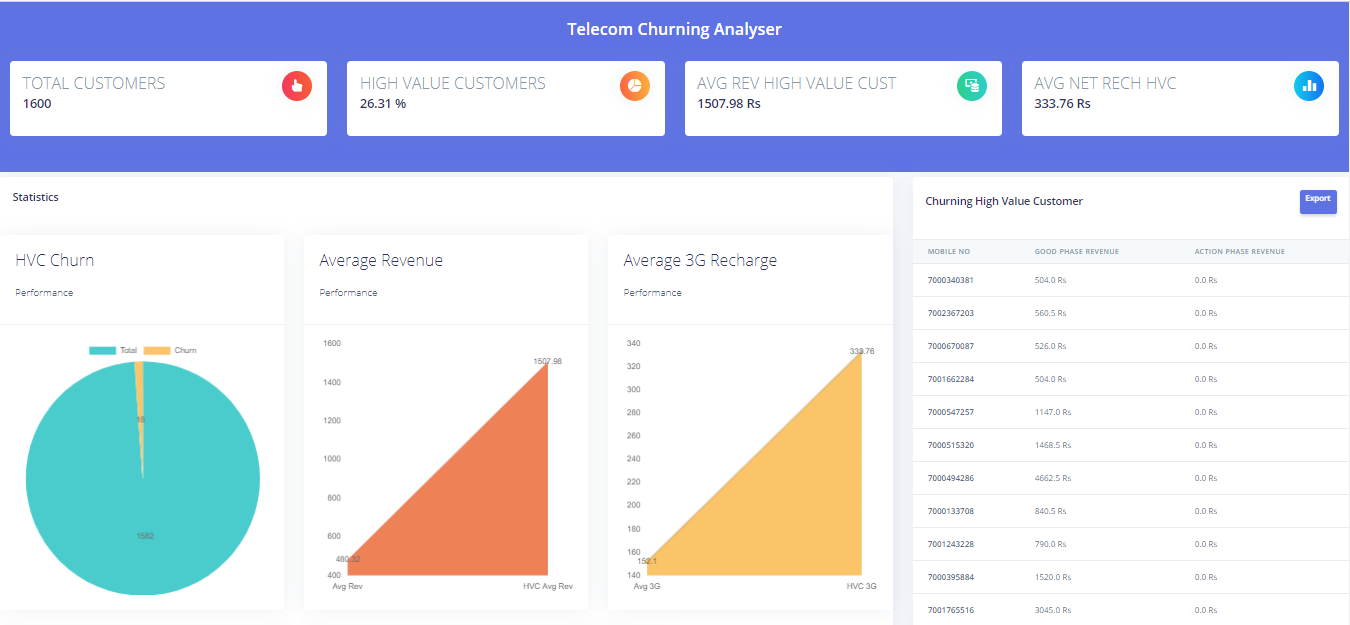 Telecom Churning Analyser
TOTAL CUSTOMERS
1600
HIGH VALUE CUSTOMERS
26.31 %
AVG REV HIGH VALUE CUST
1507.98 Rs
AVG NET RECH HVC
333.76 Rs
Statistics
HVC Churn
Performance
Total Churn
18
1582
Average Revenue
Performance
1600
1507.98
1400
1200
1000
800
600
480.32
400
Avg Rev HVC Avg Rev
Average 3G Recharge
Performance
340
333.76
320
300
280
260
240
220
200
180
160
152.1
140
Avg 3G HVC 3G
Churning High Value Customer
Export
MOBILE NO GOOD PHASE REVENUE ACTION PHASE REVENUE
7000340381 504.0 Rs 0.0 Rs
7002367203 560.5 Rs 0.0 Rs
7000670087 526.0 Rs 0.0 Rs
7001662284 504.0 Rs 0.0 Rs
7000547257 1147.0 Rs 0.0 Rs
7000515320 1468.5 Rs 0.0 Rs
7000494286 4662.5 Rs 0.0 Rs
7000133708 840.5 Rs 0.0 Rs
7001243228 790.0 Rs 0.0 Rs
7000395884 1520.0 Rs 0.0 Rs
7001765516 3045.0 Rs 0.0 Rs